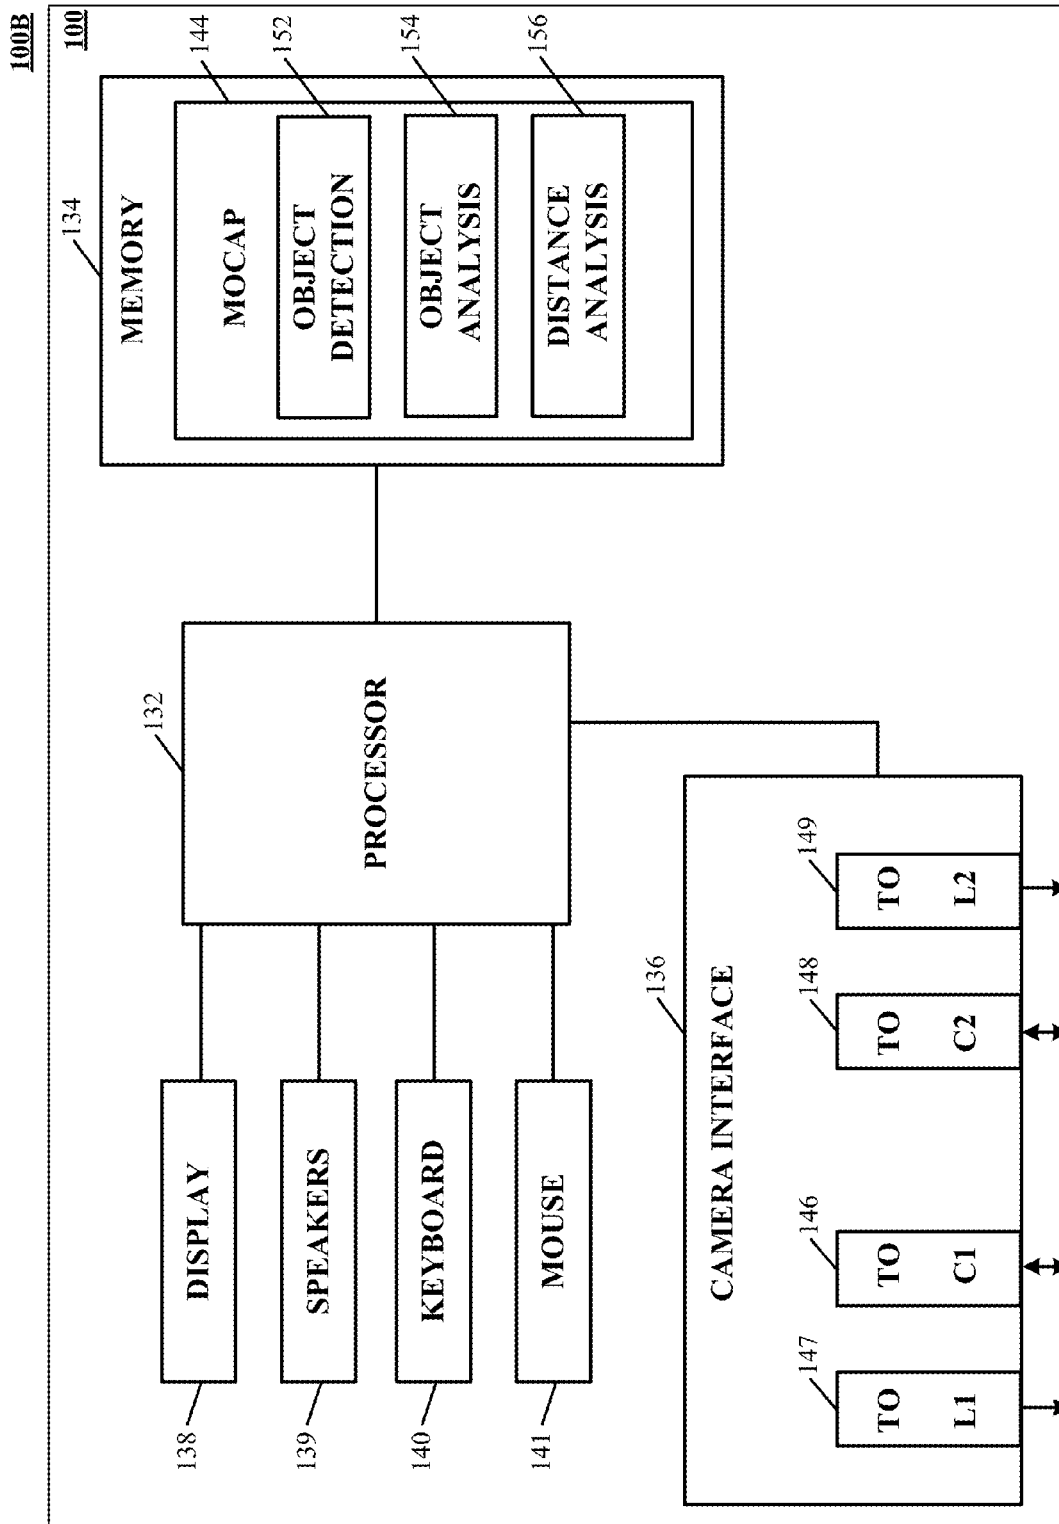 100B
100
134
MEMORY
144
MOCAP
152
OBJECT
DETECTION
154
OBJECT
ANALYSIS
156
DISTANCE
ANALYSIS
132
PROCESSOR
138
DISPLAY
139
SPEAKERS
140
KEYBOARD
141
MOUSE
136
CAMERA INTERFACE
147
TO
L1
146
TO
C1
148
TO
C2
149
TO
L2